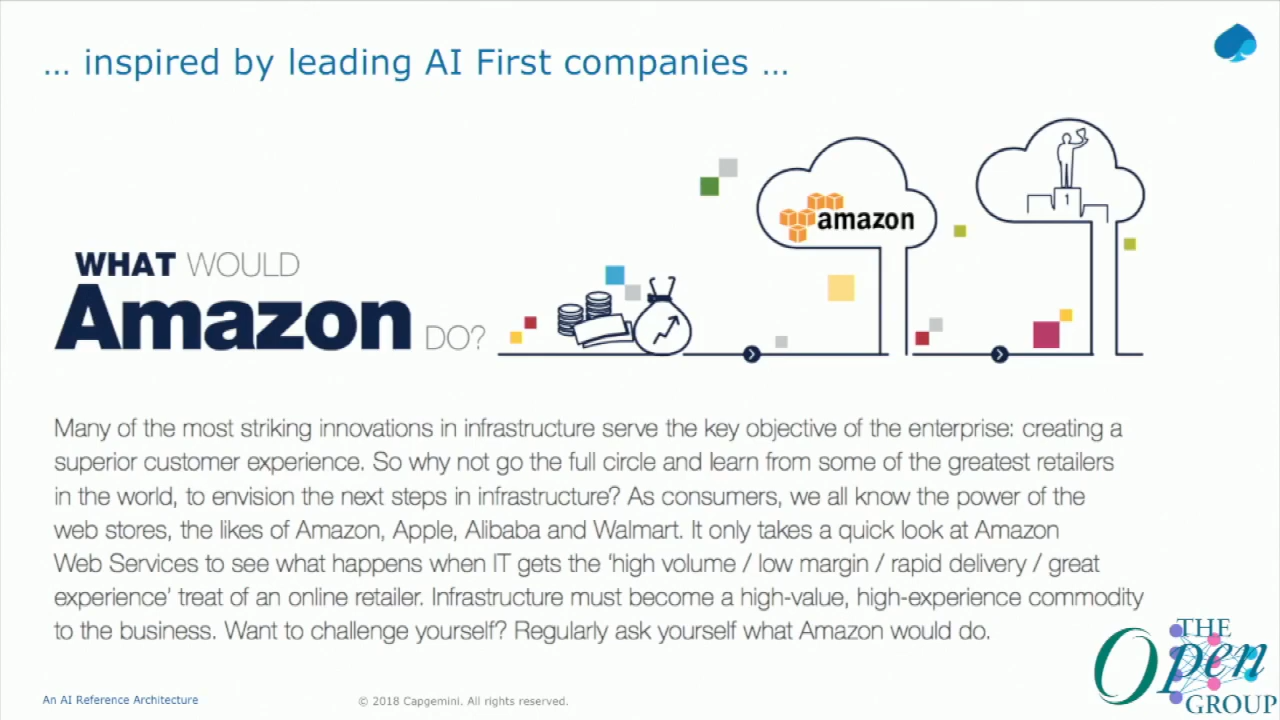 ... inspired by leading AI First companies ...
WHAT WOULD
Amazon DO?
amazon
1
Many of the most striking innovations in infrastructure serve the key objective of the enterprise: creating a
superior customer experience. So why not go the full circle and learn from some of the greatest retailers
in the world, to envision the next steps in infrastructure? As consumers, we all know the power of the
web stores, the likes of Amazon, Apple, Alibaba and Walmart. It only takes a quick look at Amazon
Web Services to see what happens when IT gets the ‘high volume / low margin / rapid delivery / great
experience’ treat of an online retailer. Infrastructure must become a high-value, high-experience commodity
to the business. Want to challenge yourself? Regularly ask yourself what Amazon would do.
An AI Reference Architecture
© 2018 Capgemini. All rights reserved.
THE
Open
GROUP